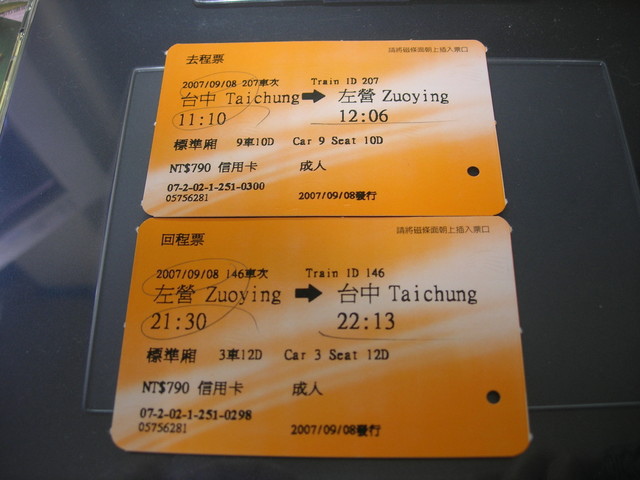 去程票
請將磁條面朝上插入票口
2007/09/08 207車次 Train ID 207
台中 Taichung → 左營 Zuoying
11:10 12:06
標準廂 9車10D Car 9 Seat 10D
NT$790 信用卡 成人
07-2-02-1-251-0300
05756281 2007/09/08發行
回程票
請將磁條面朝上插入票口
2007/09/08 146車次 Train ID 146
左營 Zuoying → 台中 Taichung
21:30 22:13
標準廂 3車12D Car 3 Seat 12D
NT$790 信用卡 成人
07-2-02-1-251-0298
05756281 2007/09/08發行